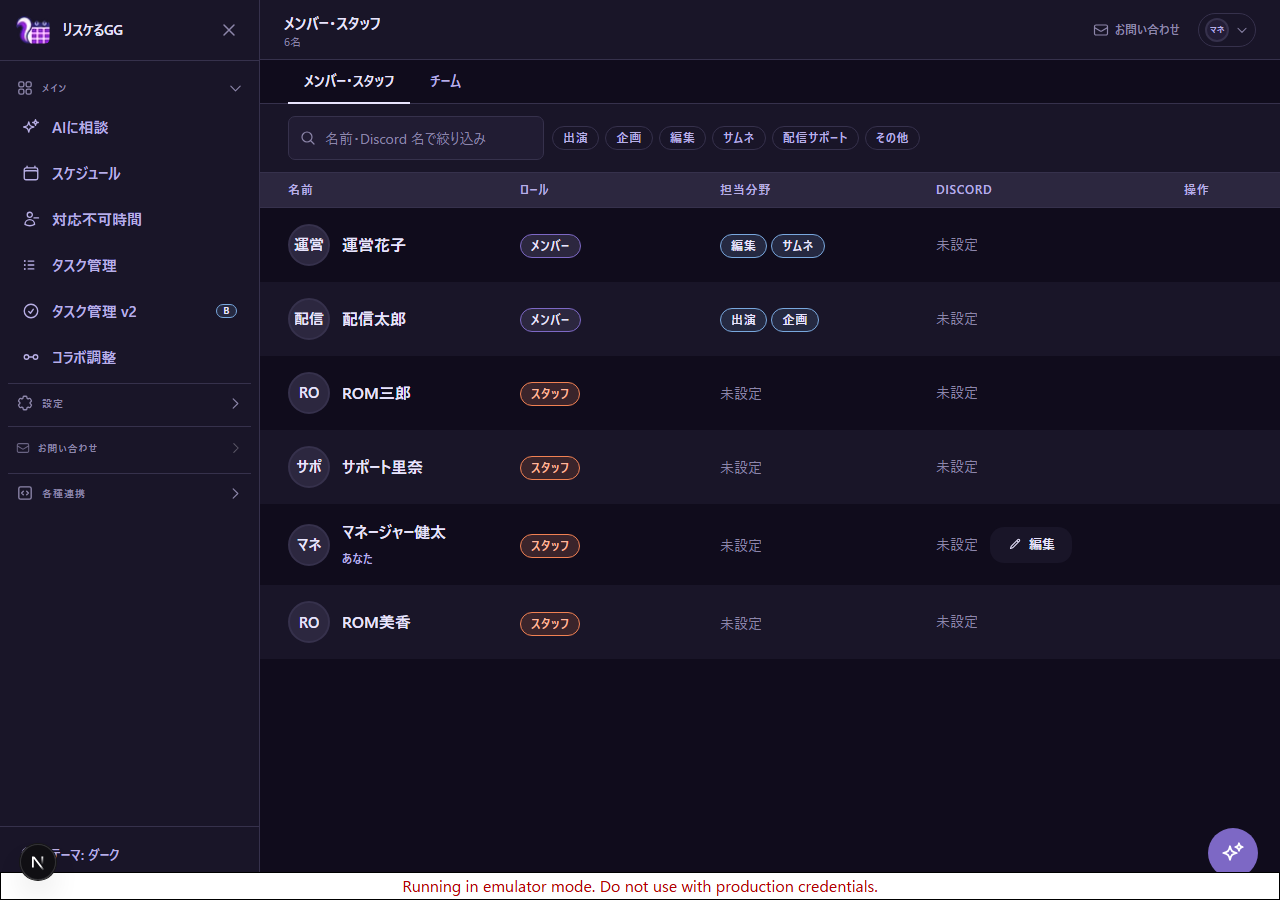 リスケるGG
メイン
AIに相談
スケジュール
対応不可時間
タスク管理
タスク管理 v2 β
コラボ調整
設定
お問い合わせ
各種連携
N
テーマ: ダーク
メンバー・スタッフ
6名
お問い合わせ マネ
メンバー・スタッフ チーム
名前・Discord 名で絞り込み 出演 企画 編集 サムネ 配信サポート その他
名前 ロール 担当分野 DISCORD 操作
運営 運営花子 メンバー 編集 サムネ 未設定
配信 配信太郎 メンバー 出演 企画 未設定
RO ROM三郎 スタッフ 未設定 未設定
サポ サポート里奈 スタッフ 未設定 未設定
マネ マネージャー健太 スタッフ 未設定 未設定 編集
あなた
RO ROM美香 スタッフ 未設定 未設定
Running in emulator mode. Do not use with production credentials.